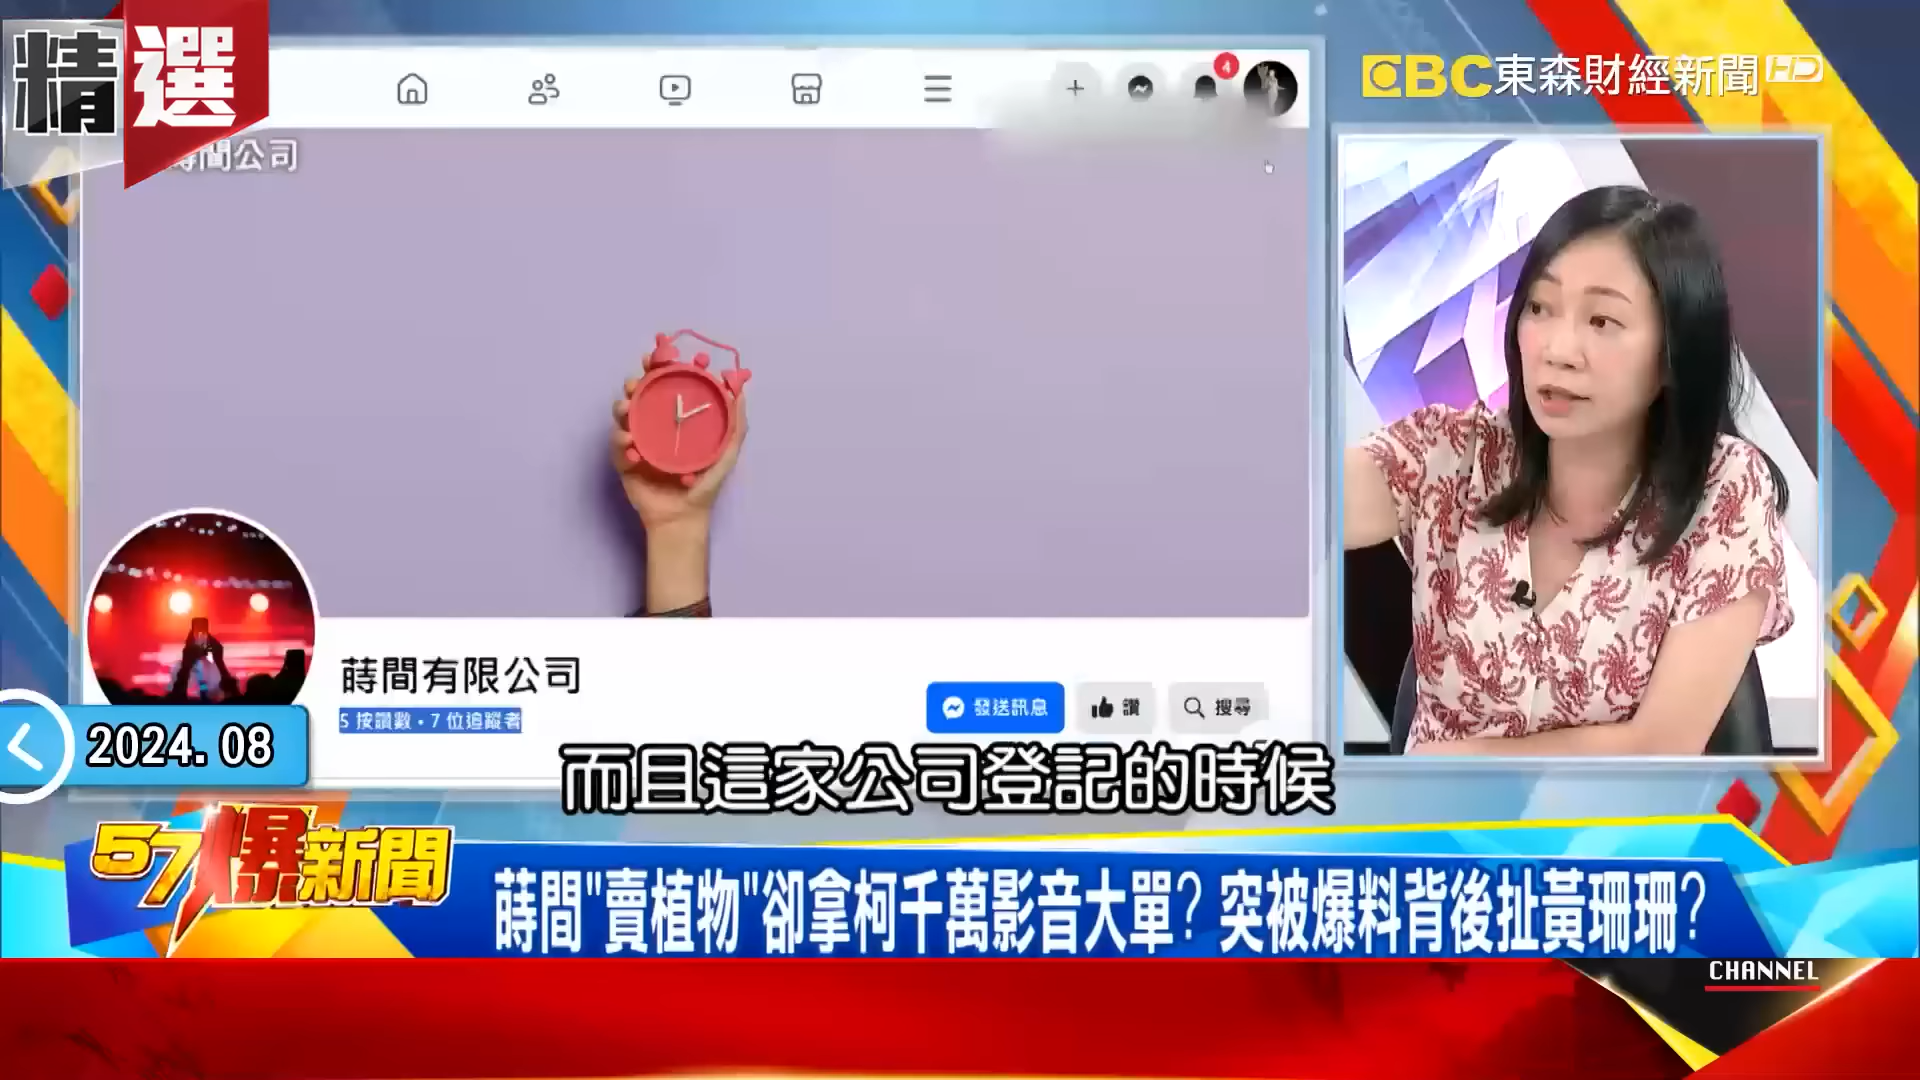 精選
EBC東森財經新聞HD
4
蒔間公司
蒔間有限公司
5 按讚數 • 7 位追蹤者
發送訊息
讚
搜尋
2024. 08
而且這家公司登記的時候
57爆新聞
蒔間"賣植物"卻拿柯千萬影音大單? 突被爆料背後扯黃珊珊?
CHANNEL